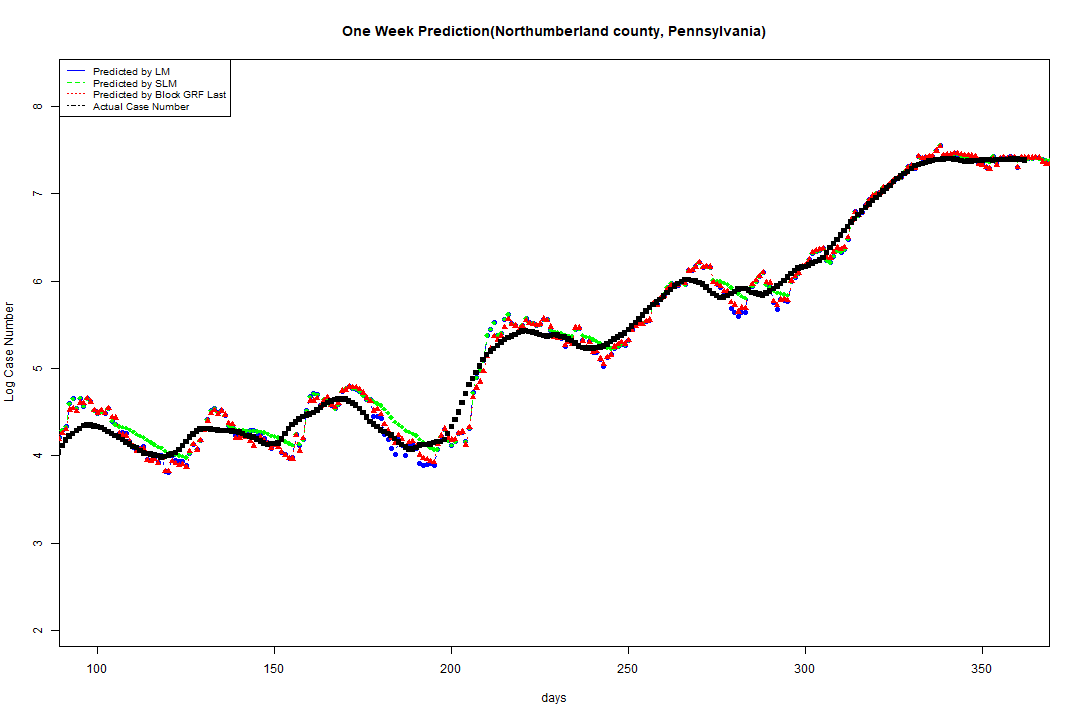 One Week Prediction(Northumberland county, Pennsylvania)
Predicted by LM
Predicted by SLM
Predicted by Block GRF Last
Actual Case Number
Log Case Number
8
7
6
5
4
3
2
100 150 200 250 300 350
days